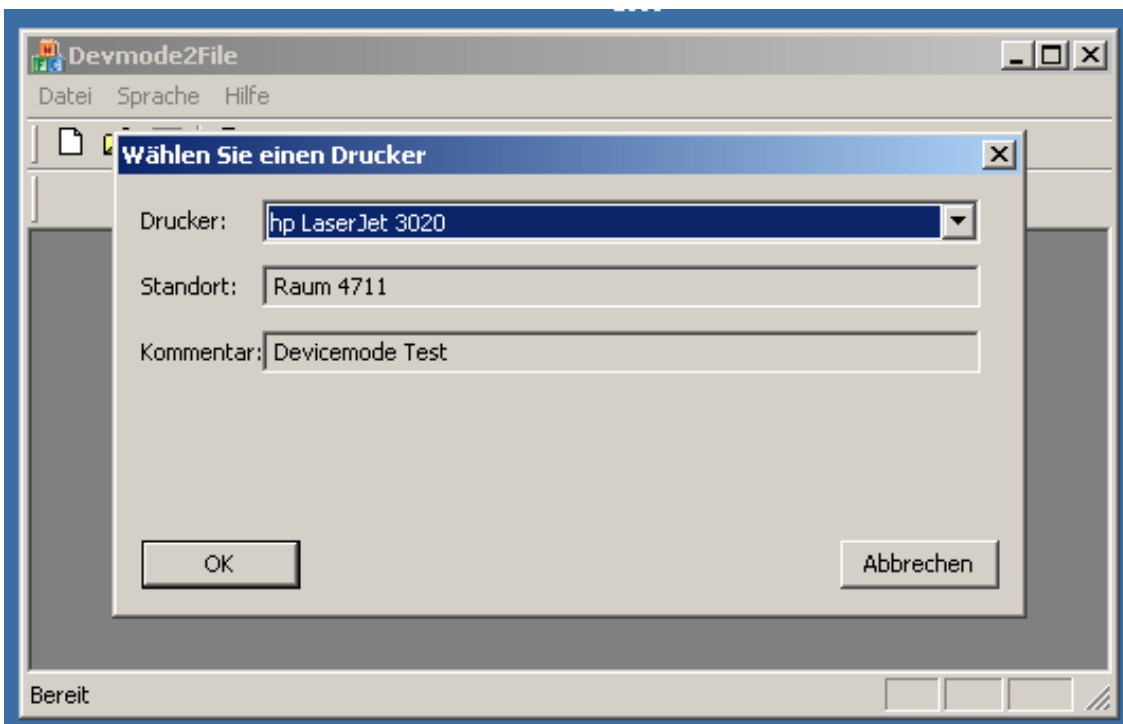 Devmode2File
Datei Sprache Hilfe
Wählen Sie einen Drucker
Drucker: hp LaserJet 3020
Standort: Raum 4711
Kommentar: Devicemode Test
OK Abbrechen
Bereit